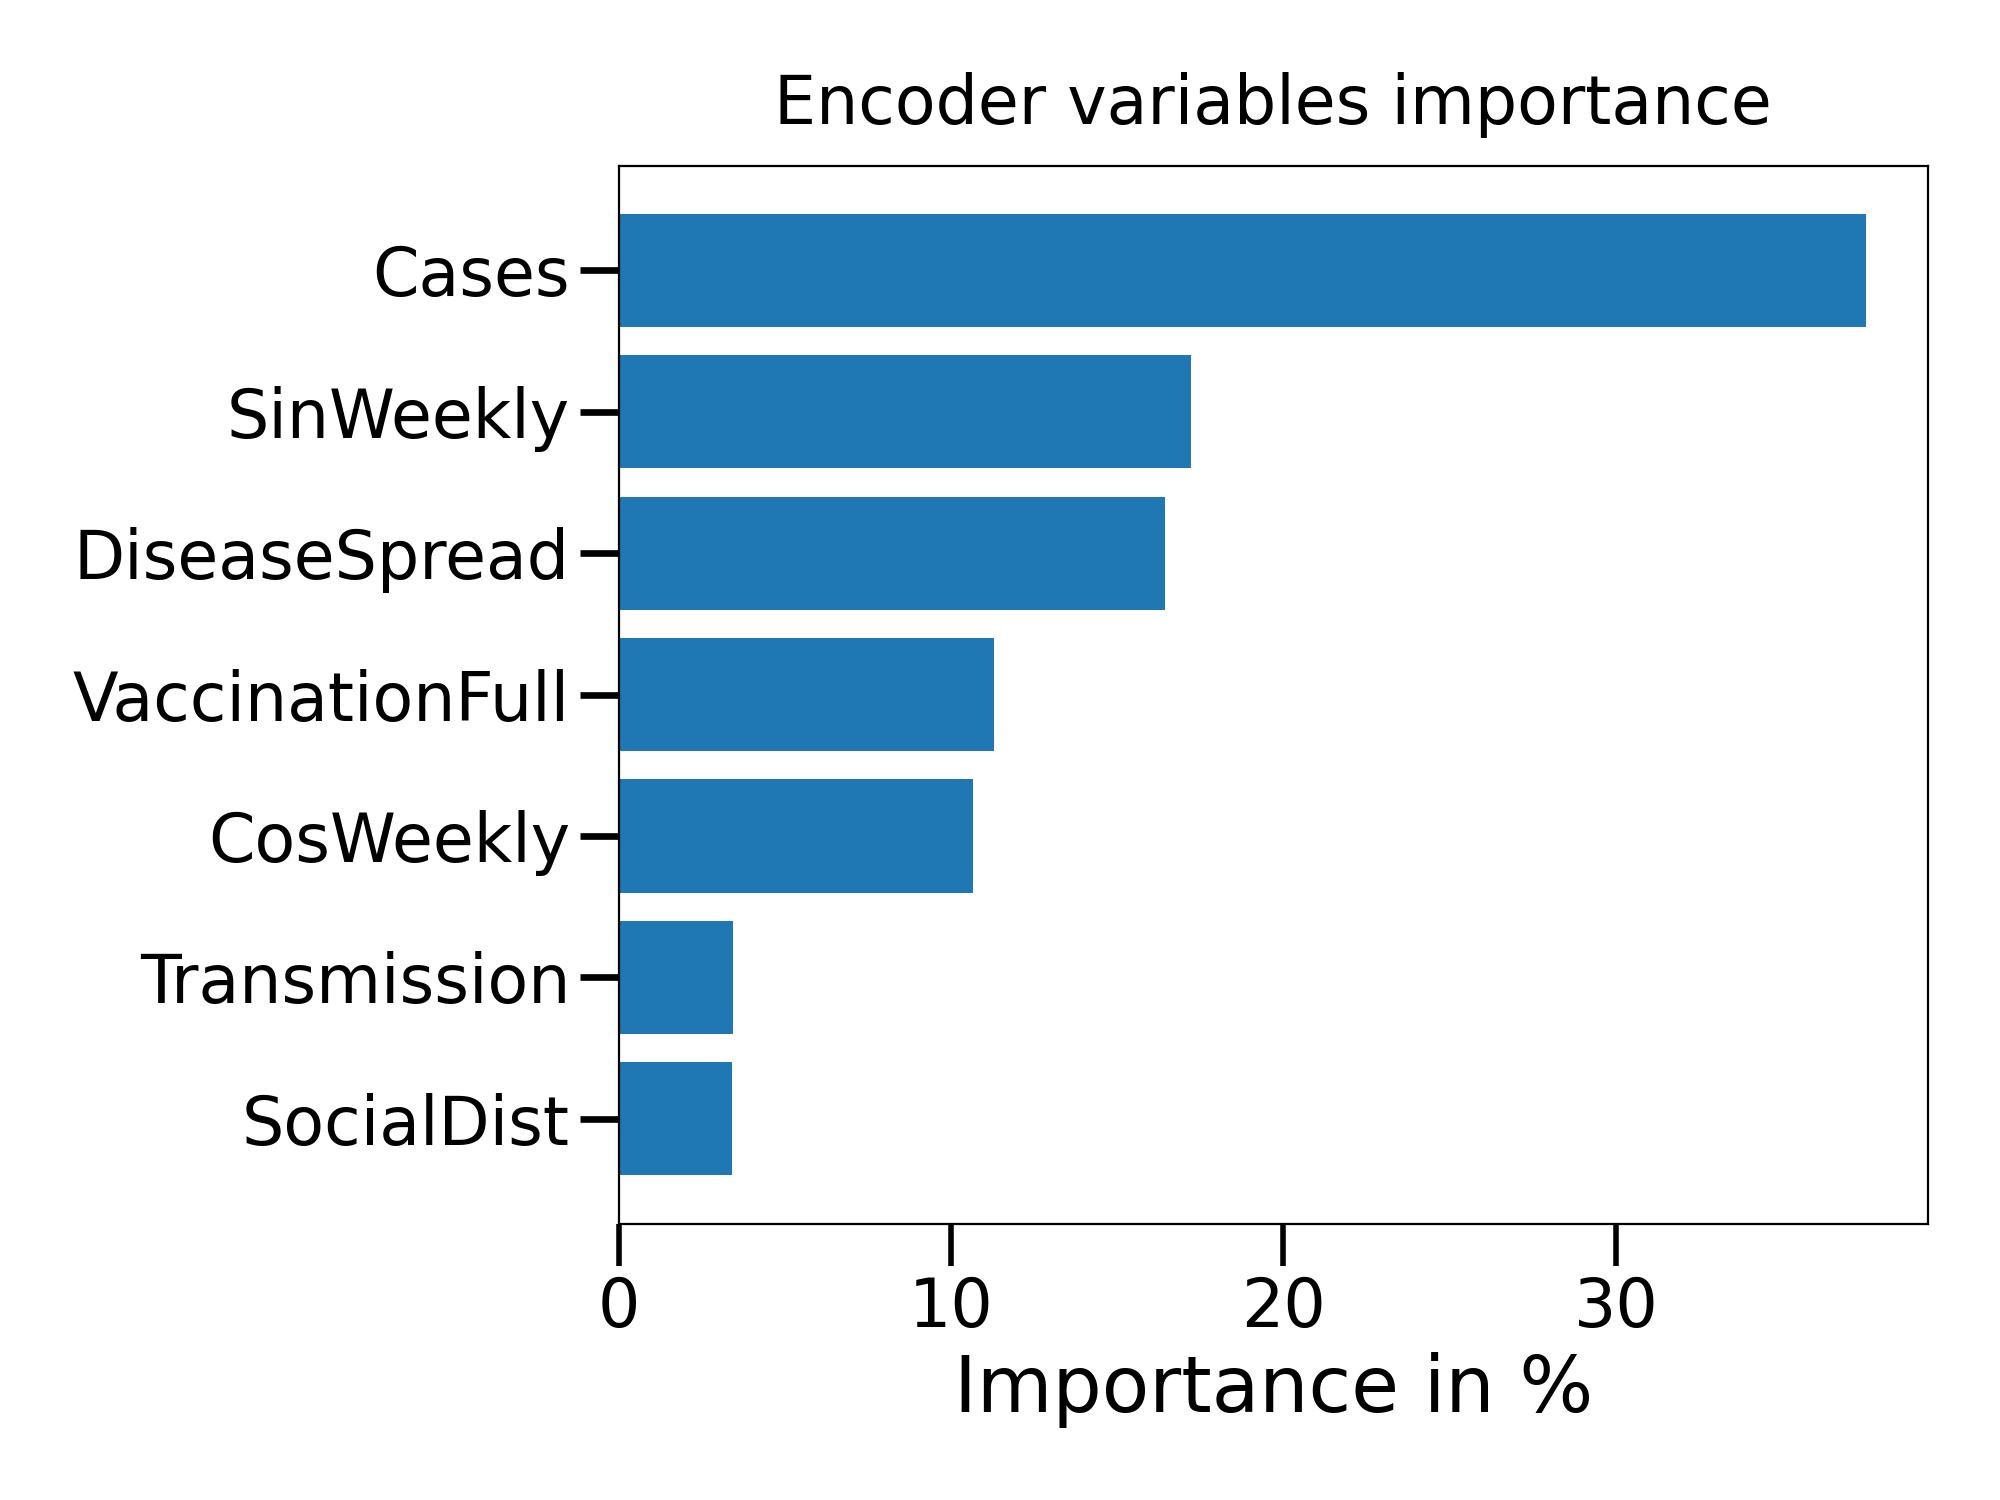 Encoder variables importance
Cases
SinWeekly
DiseaseSpread
VaccinationFull
CosWeekly
Transmission
SocialDist
0 10 20 30
Importance in %